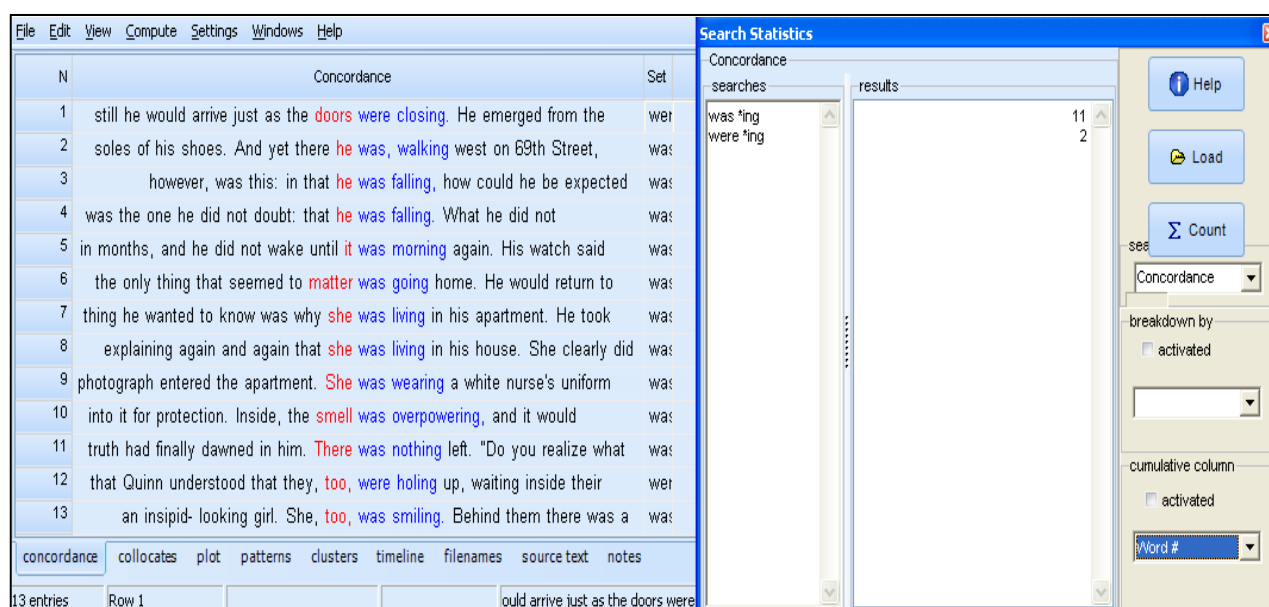 File Edit View Compute Settings Windows Help
N Concordance Set
1 still he would arrive just as the doors were closing. He emerged from the wer
2 soles of his shoes. And yet there he was, walking west on 69th Street, was
3 however, was this: in that he was falling, how could he be expected was
4 was the one he did not doubt: that he was falling. What he did not was
5 in months, and he did not wake until it was morning again. His watch said was
6 the only thing that seemed to matter was going home. He would return to was
7 thing he wanted to know was why she was living in his apartment. He took was
8 explaining again and again that she was living in his house. She clearly did was
9 photograph entered the apartment. She was wearing a white nurse's uniform was
10 into it for protection. Inside, the smell was overpowering, and it would was
11 truth had finally dawned in him. There was nothing left. "Do you realize what was
12 that Quinn understood that they, too, were holing up, waiting inside their wer
13 an insipid- looking girl. She, too, was smiling. Behind them there was a was
concordance collocates plot patterns clusters timeline filenames source text notes
13 entries Row 1 ould arrive just as the doors were
Search Statistics
Concordance
searches results
was *ing 11
were *ing 2
Help
Load
Σ Count
sea
Concordance
breakdown by
activated
cumulative column
activated
Word #